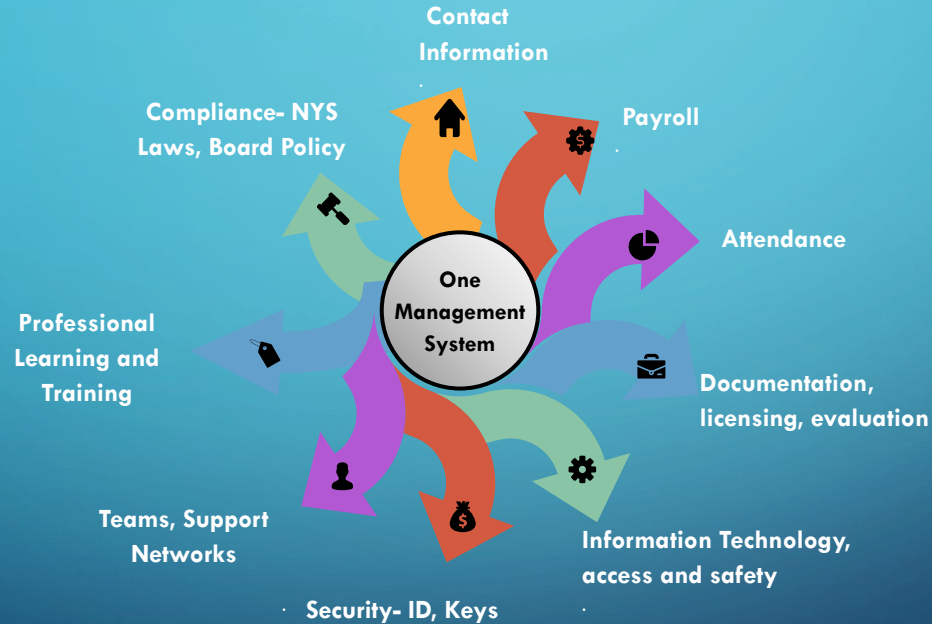 Contact
Information
Compliance- NYS
Laws, Board Policy
Payroll
Attendance
One
Management
System
Professional
Learning and
Training
Documentation,
licensing, evaluation
Teams, Support
Networks
Information Technology,
access and safety
Security- ID, Keys